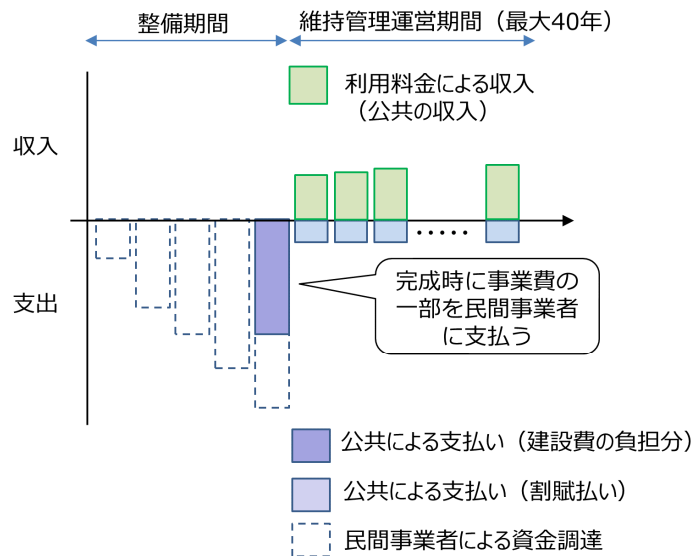 整備期間
維持管理運営期間（最大40年）
利用料金による収入
（公共の収入）
収入
支出
完成時に事業費の
一部を民間事業者
に支払う
公共による支払い（建設費の負担分）
公共による支払い（割賦払い）
民間事業者による資金調達